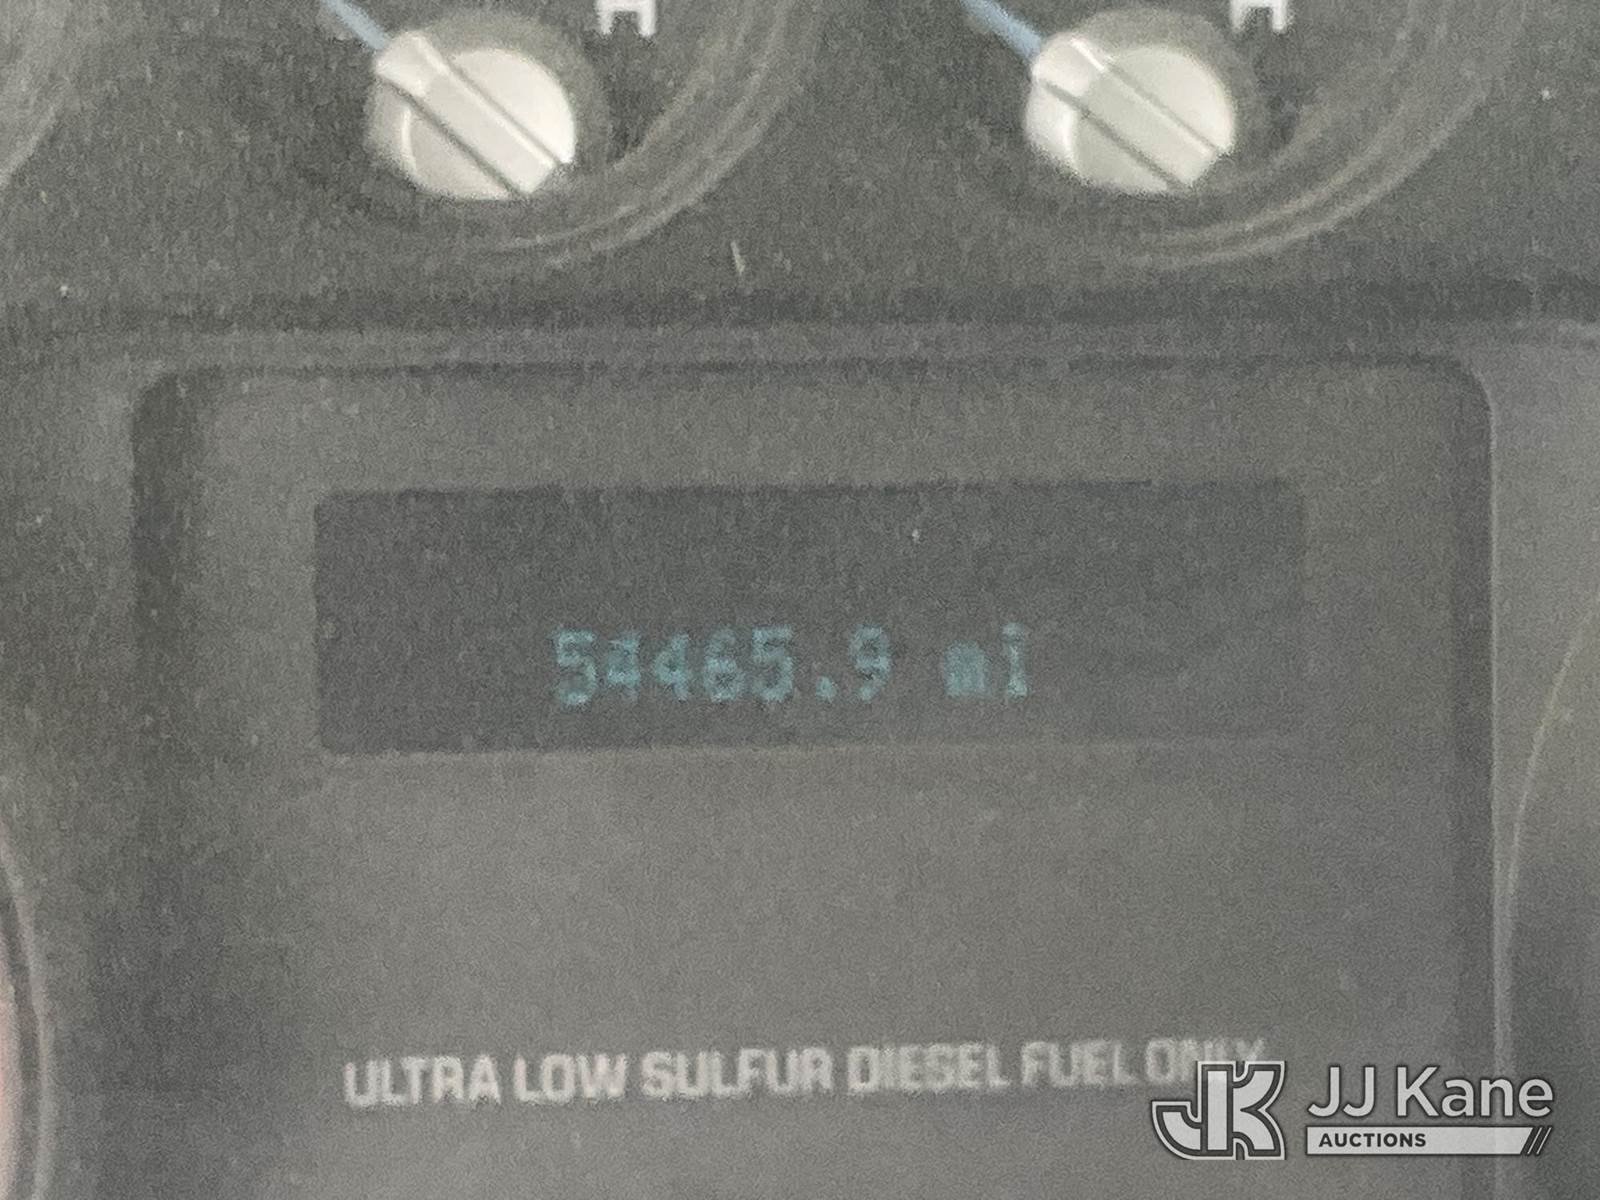 H H
54465.9 mi
ULTRA LOW SULFUR DIESEL FUEL ONLY
JK JJ Kane
AUCTIONS